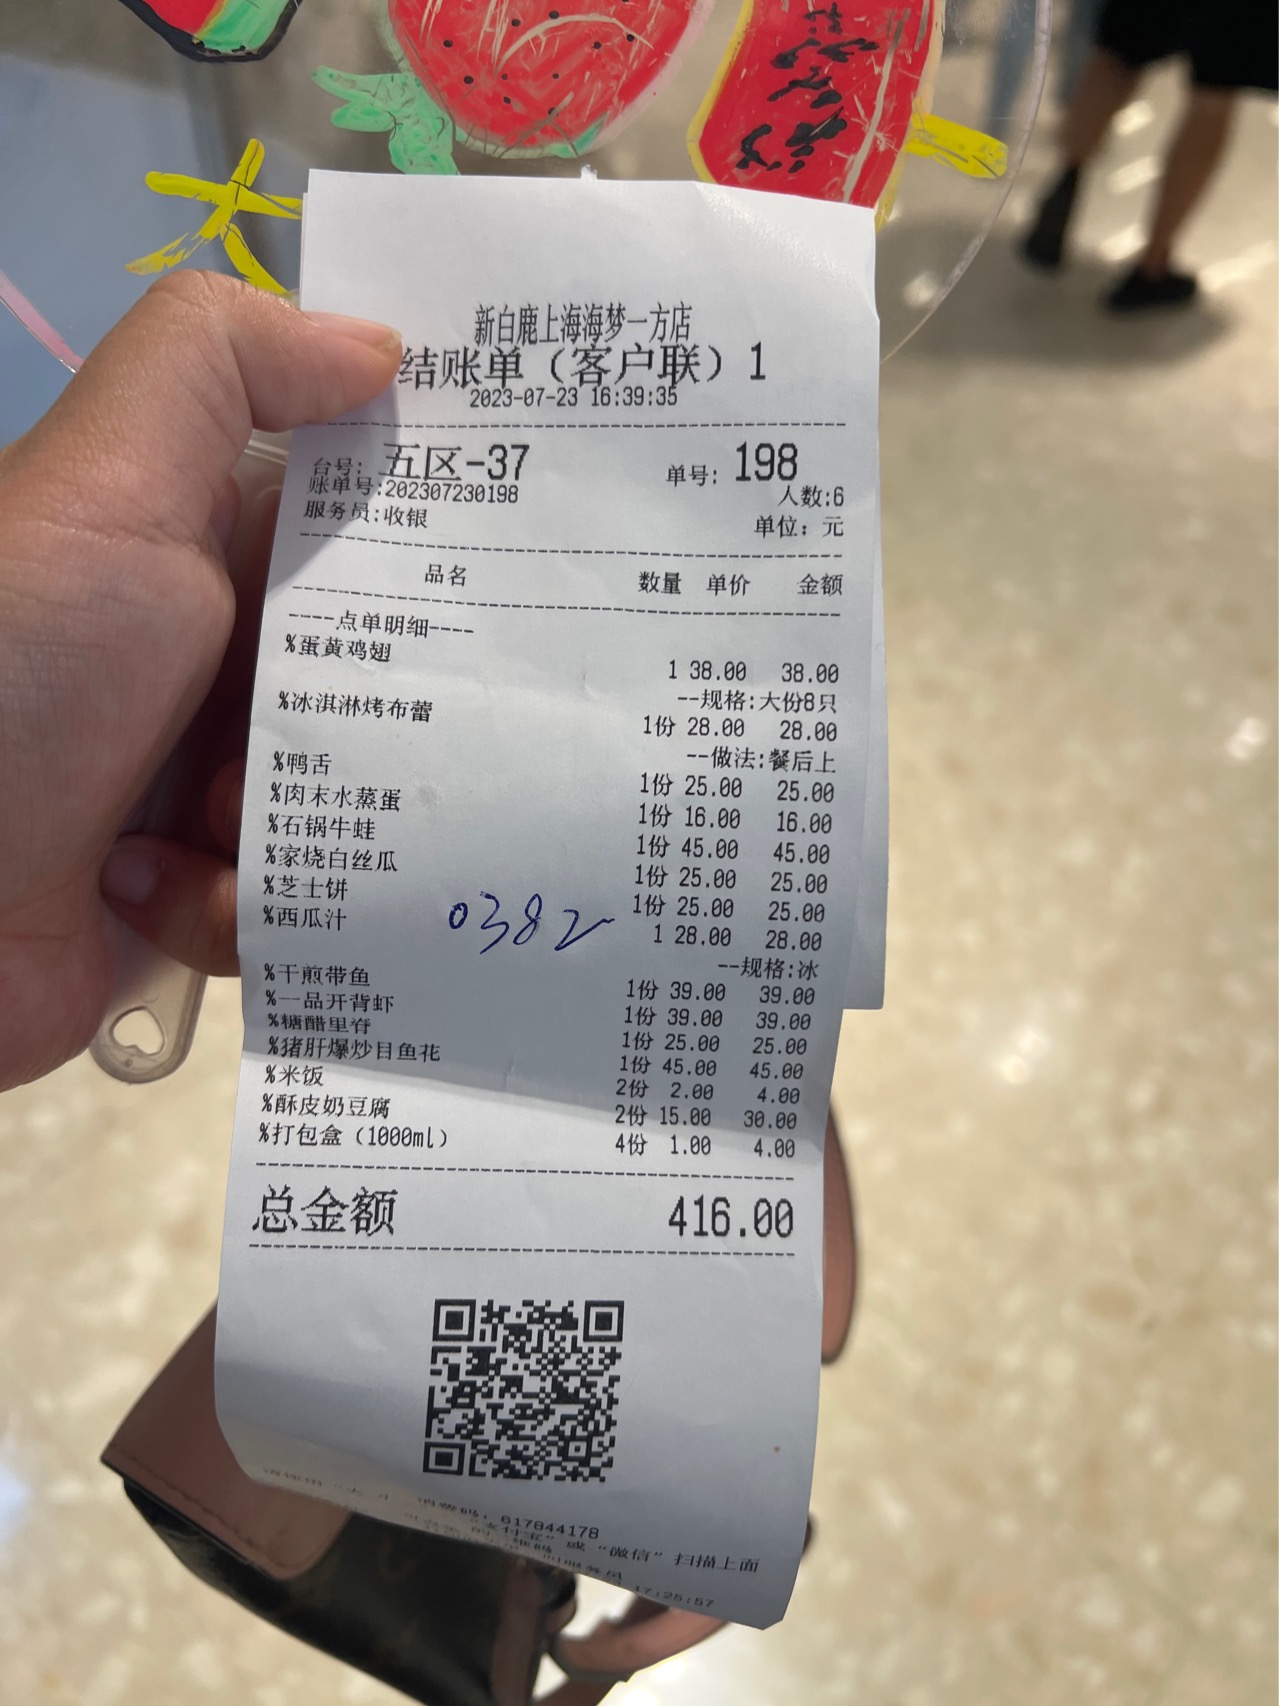 新白鹿上海海梦一方店
结账单（客户联）1
2023-07-23 16:39:35
台号: 五区-37 单号: 198
账单号:202307230198 人数:6
服务员:收银 单位: 元
品名 数量 单价 金额
----点单明细----
%蛋黄鸡翅 1 38.00 38.00
--规格:大份8只
%冰淇淋烤布蕾 1份 28.00 28.00
--做法:餐后上
%鸭舌 1份 25.00 25.00
%肉末水蒸蛋 1份 16.00 16.00
%石锅牛蛙 1份 45.00 45.00
%家烧白丝瓜 1份 25.00 25.00
%芝士饼 1份 25.00 25.00
%西瓜汁 1 28.00 28.00
0382
--规格:冰
%干煎带鱼 1份 39.00 39.00
%一品开背虾 1份 39.00 39.00
%糖醋里脊 1份 25.00 25.00
%猪肝爆炒目鱼花 1份 45.00 45.00
%米饭 2份 2.00 4.00
%酥皮奶豆腐 2份 15.00 30.00
%打包盒（1000ml） 4份 1.00 4.00
总金额 416.00
617844178
"支付宝" 或 "微信" 扫描上面
17:25:57